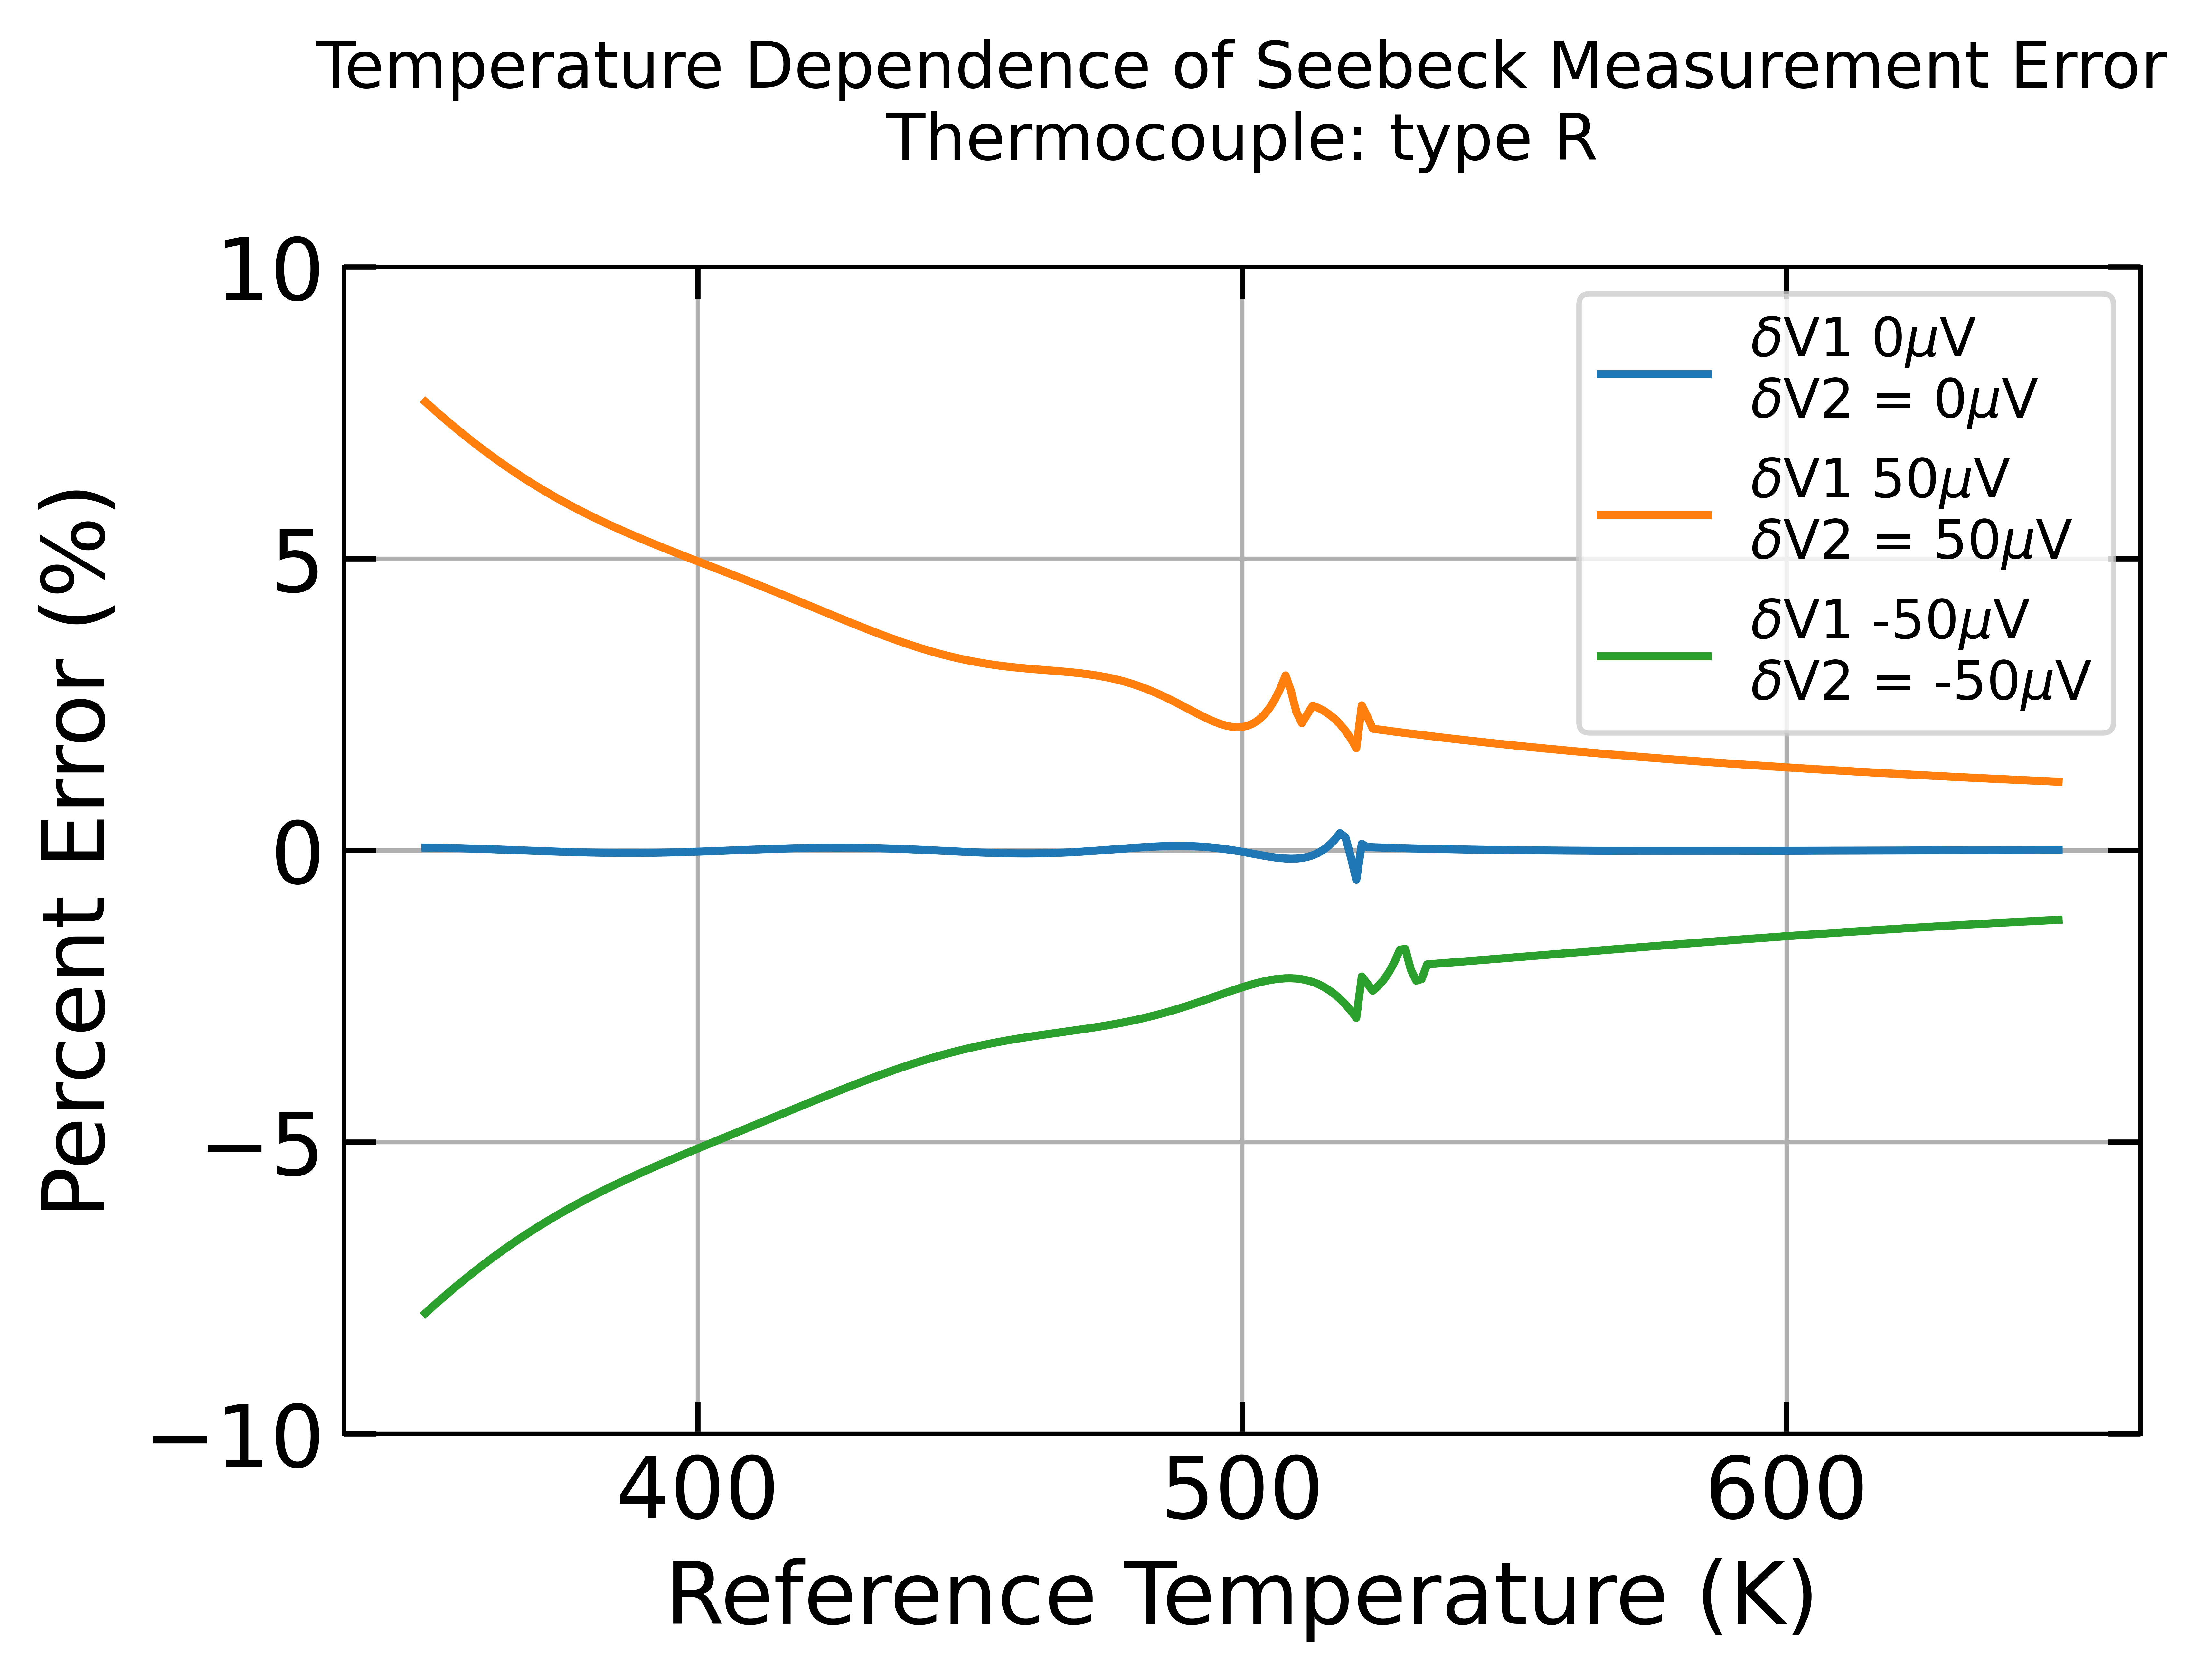 Temperature Dependence of Seebeck Measurement Error
Thermocouple: type R
10
5
0
−5
−10
Percent Error (%)
δV1 0μV
δV2 = 0μV
δV1 50μV
δV2 = 50μV
δV1 -50μV
δV2 = -50μV
400
500
600
Reference Temperature (K)